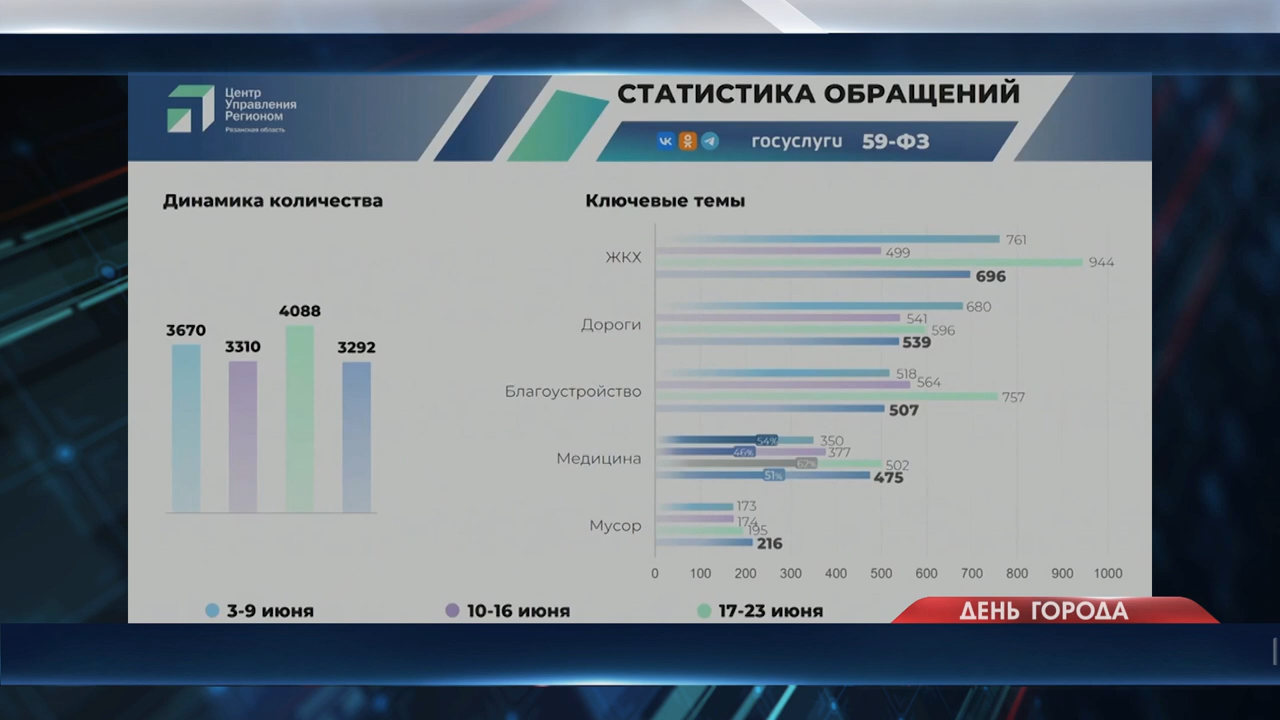 Центр
Управления
Регионом
Рязанская область
СТАТИСТИКА ОБРАЩЕНИЙ
госуслуги 59-ФЗ
Динамика количества
3670
3310
4088
3292
Ключевые темы
ЖКХ
761
499
944
696
Дороги
680
541
596
539
Благоустройство
518
564
757
507
Медицина
54% 350
46% 377
62% 502
51% 475
Мусор
173
174
195
216
0 100 200 300 400 500 600 700 800 900 1000
3-9 июня
10-16 июня
17-23 июня
ДЕНЬ ГОРОДА